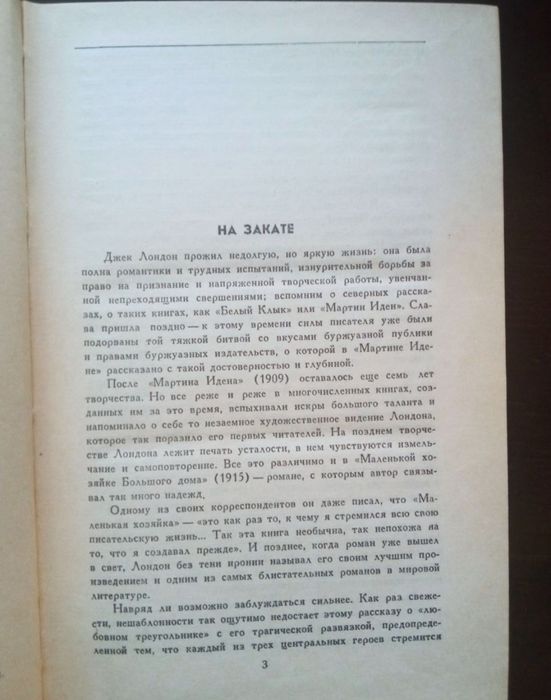 НА ЗАКАТЕ
Джек Лондон прожил недолгую, но яркую жизнь: она была
полна романтики и трудных испытаний, изнурительной борьбы за
право на признание и напряженной творческой работы, увенчан-
ной непреходящими свершениями; вспомним о северных расска-
зах, о таких книгах, как «Белый Клык» или «Мартин Иден». Сла-
ва пришла поздно — к этому времени силы писателя уже были
подорваны той тяжкой битвой со вкусами буржуазной публики
и правами буржуазных издательств, о которой в «Мартине Иде-
не» рассказано с такой достоверностью и глубиной.
После «Мартина Идена» (1909) оставалось еще семь лет
творчества. Но все реже и реже в многочисленных книгах, соз-
данных им за это время, вспыхивали искры большого таланта и
напоминало о себе то незаемное художественное видение Лондона,
которое так поразило его первых читателей. На позднем творче-
стве Лондона лежит печать усталости, в нем чувствуются измель-
чание и самоповторение. Все это различимо и в «Маленькой хо-
зяйке Большого дома» (1915) — романе, с которым автор связы-
вал так много надежд.
Одному из своих корреспондентов он даже писал, что «Ма-
ленькая хозяйка» — «это как раз то, к чему я стремился всю свою
писательскую жизнь... Так эта книга необычна, так непохожа на
то, что я создавал прежде». И позднее, когда роман уже вышел
в свет, Лондон без тени иронии называл его своим лучшим про-
изведением и одним из самых блистательных романов в мировой
литературе.
Навряд ли возможно заблуждаться сильнее. Как раз свеже-
сти, нешаблонности так ощутимо недостает этому рассказу о «лю-
бовном треугольнике» с его трагической развязкой, предопреде-
ленной тем, что каждый из трех центральных героев стремится
3